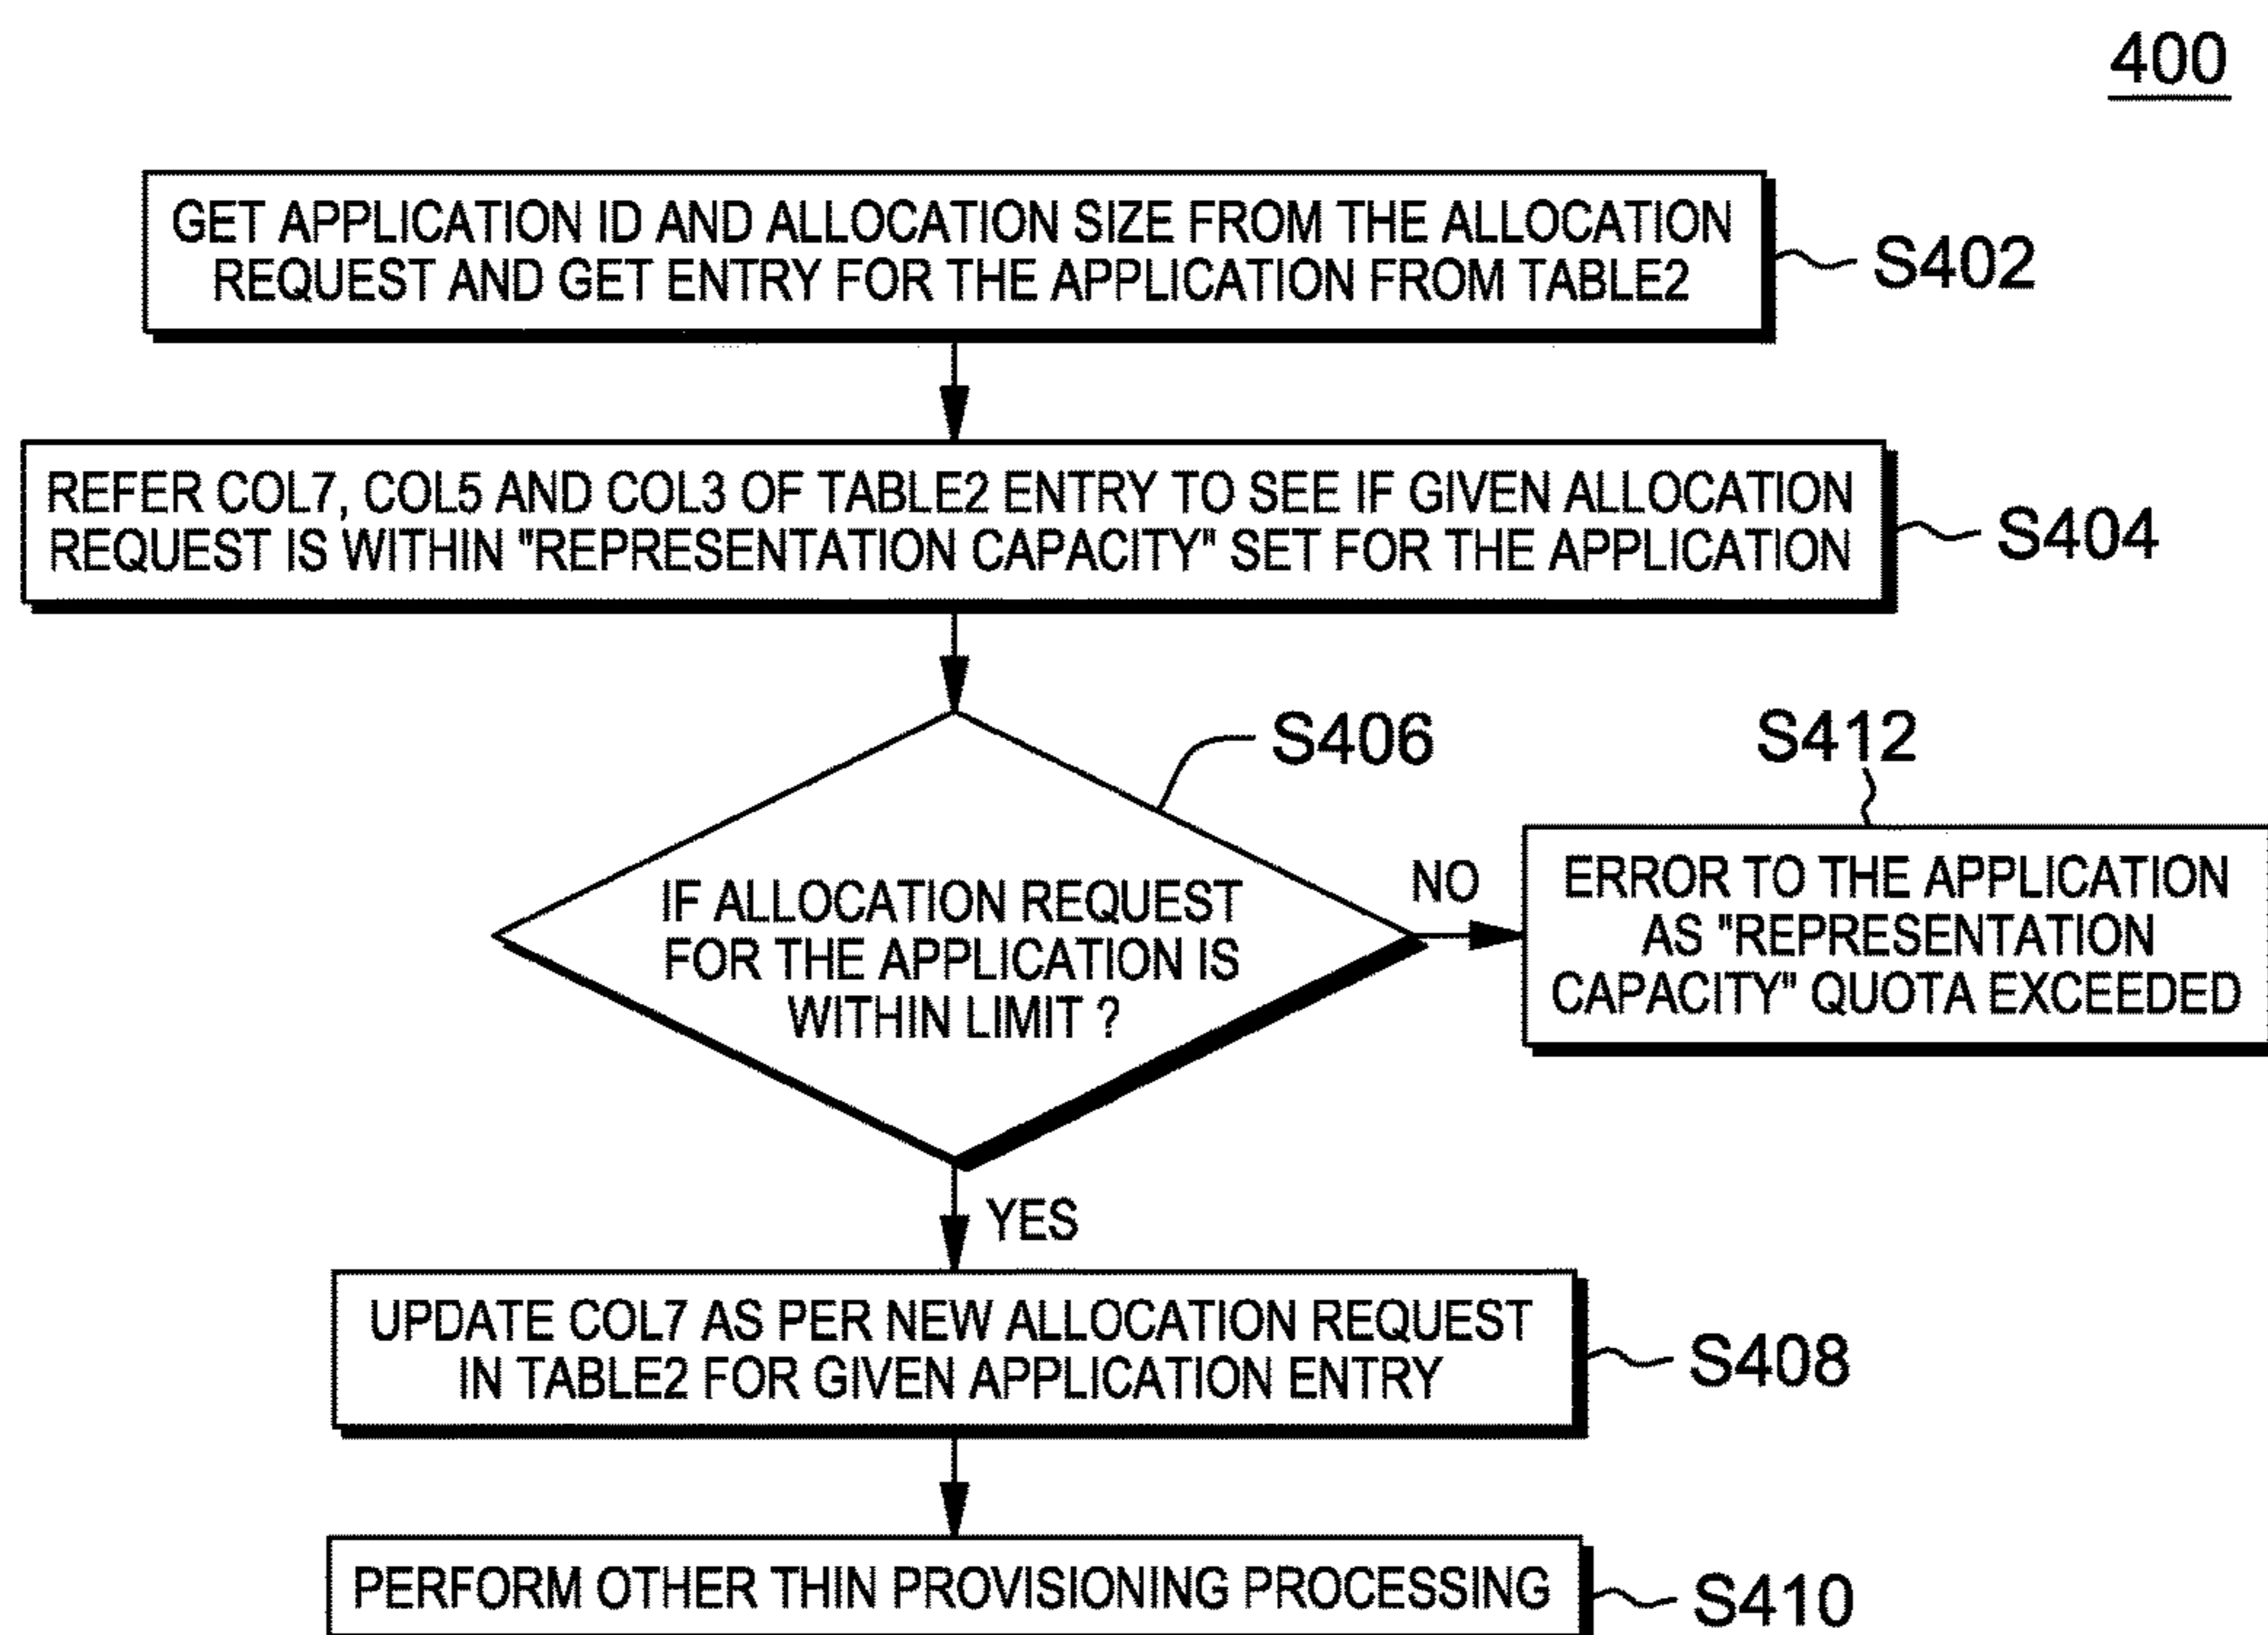 400
GET APPLICATION ID AND ALLOCATION SIZE FROM THE ALLOCATION
REQUEST AND GET ENTRY FOR THE APPLICATION FROM TABLE2
S402
REFER COL7, COL5 AND COL3 OF TABLE2 ENTRY TO SEE IF GIVEN ALLOCATION
REQUEST IS WITHIN "REPRESENTATION CAPACITY" SET FOR THE APPLICATION
S404
S406
IF ALLOCATION REQUEST
FOR THE APPLICATION IS
WITHIN LIMIT ?
NO
S412
ERROR TO THE APPLICATION
AS "REPRESENTATION
CAPACITY" QUOTA EXCEEDED
YES
UPDATE COL7 AS PER NEW ALLOCATION REQUEST
IN TABLE2 FOR GIVEN APPLICATION ENTRY
S408
PERFORM OTHER THIN PROVISIONING PROCESSING
S410